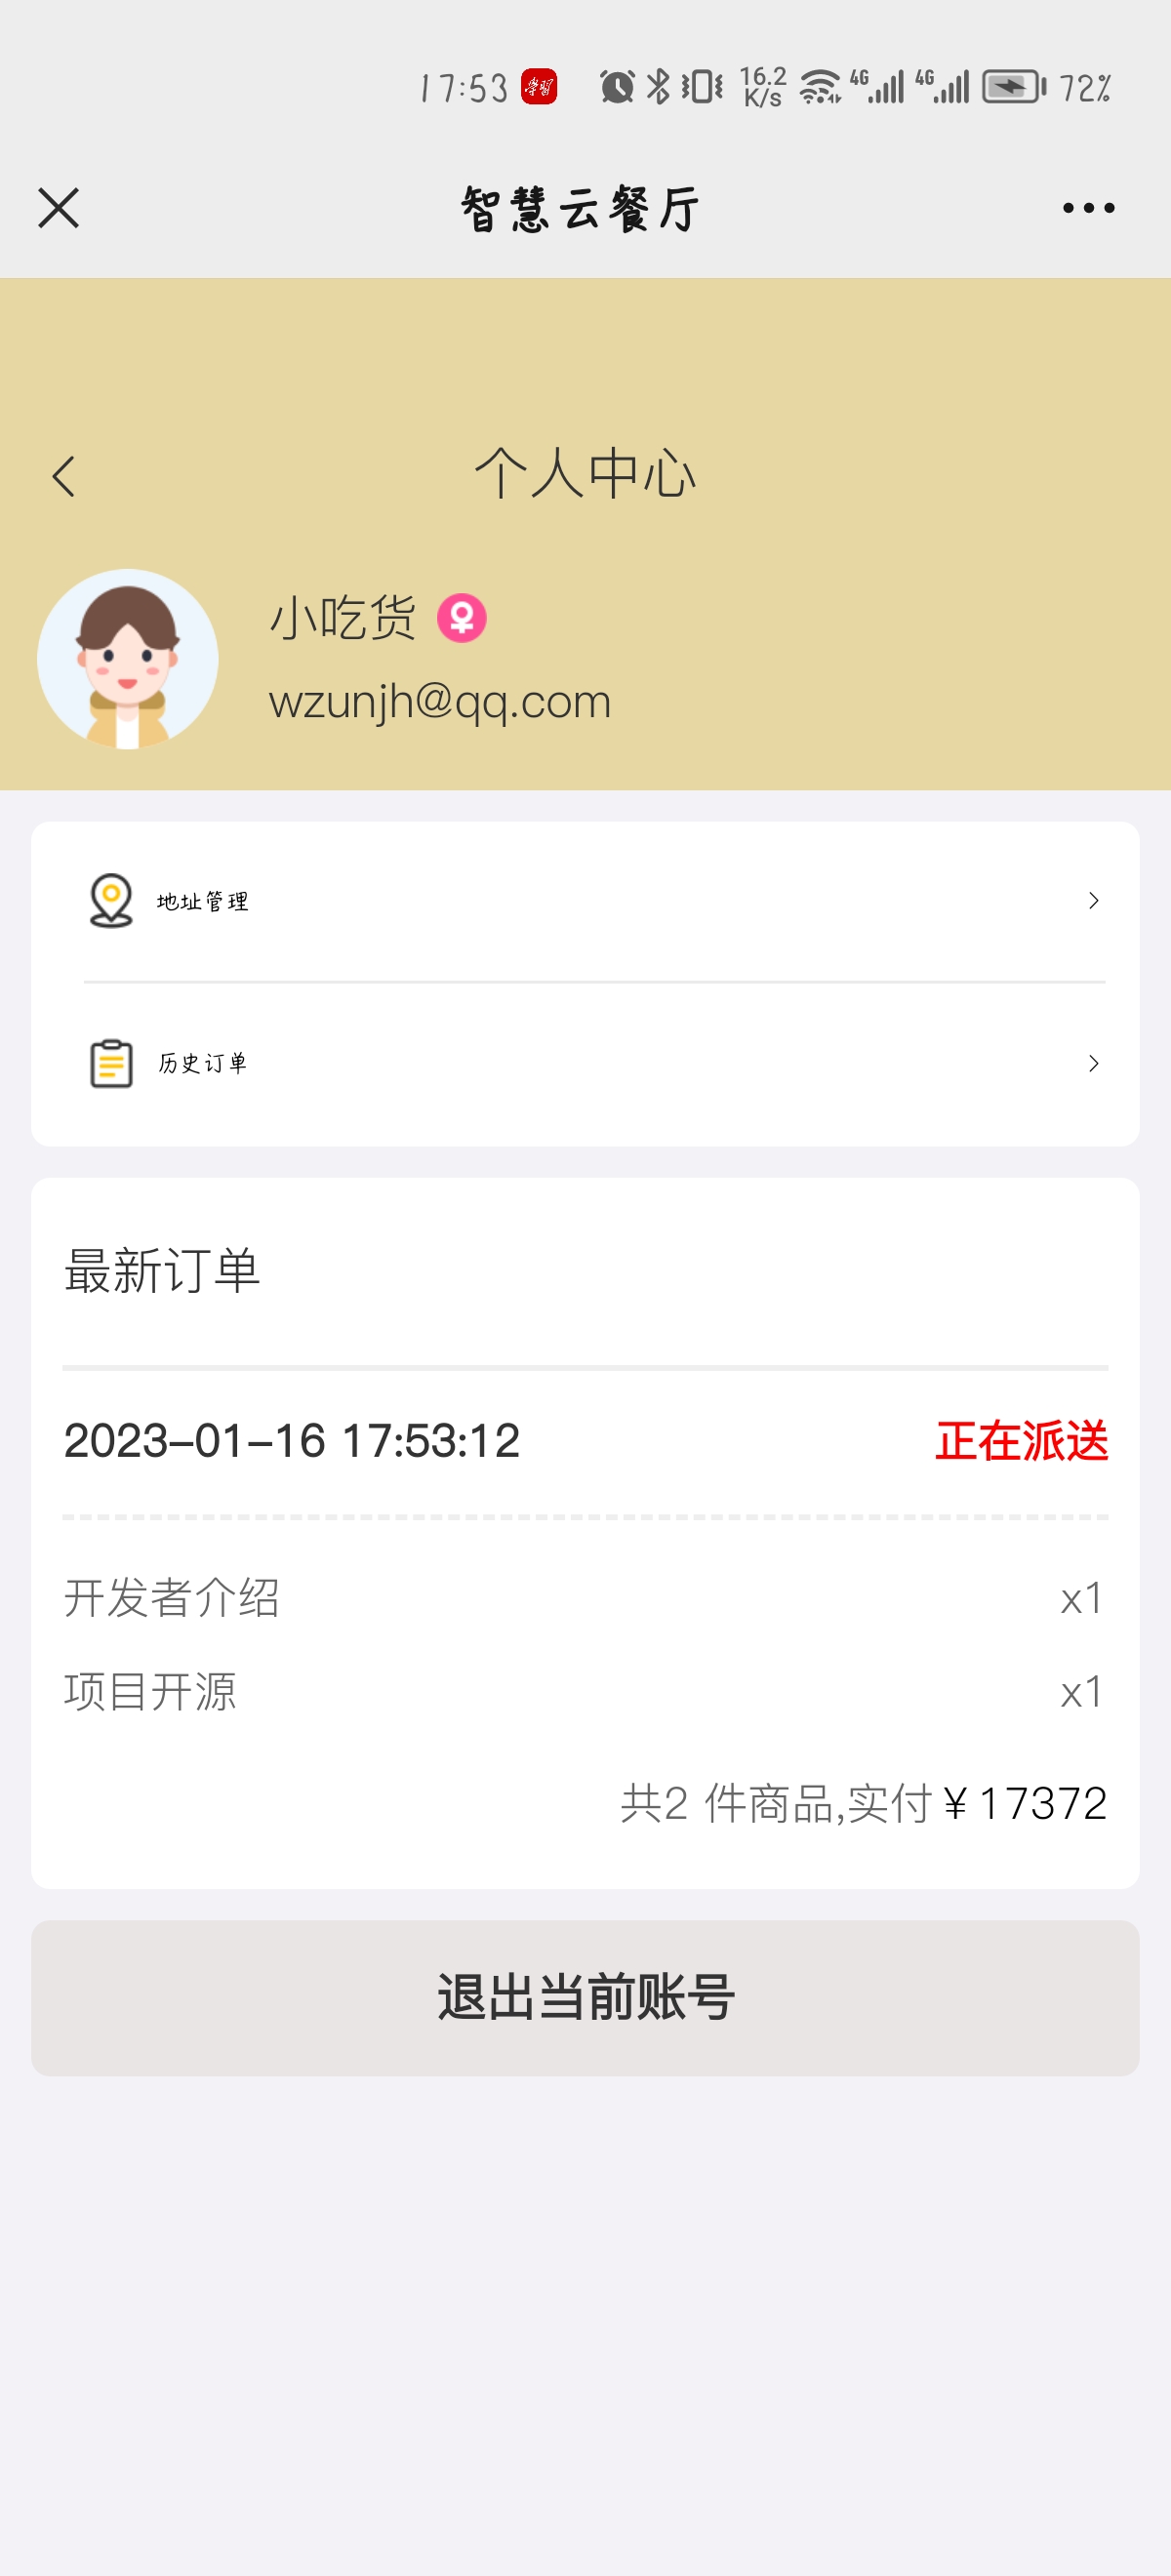 17:53 学习 16.2 K/s 4G 4G 72%
智慧云餐厅
个人中心
小吃货
wzunjh@qq.com
地址管理
历史订单
最新订单
2023-01-16 17:53:12 正在派送
开发者介绍 x1
项目开源 x1
共2 件商品,实付￥17372
退出当前账号